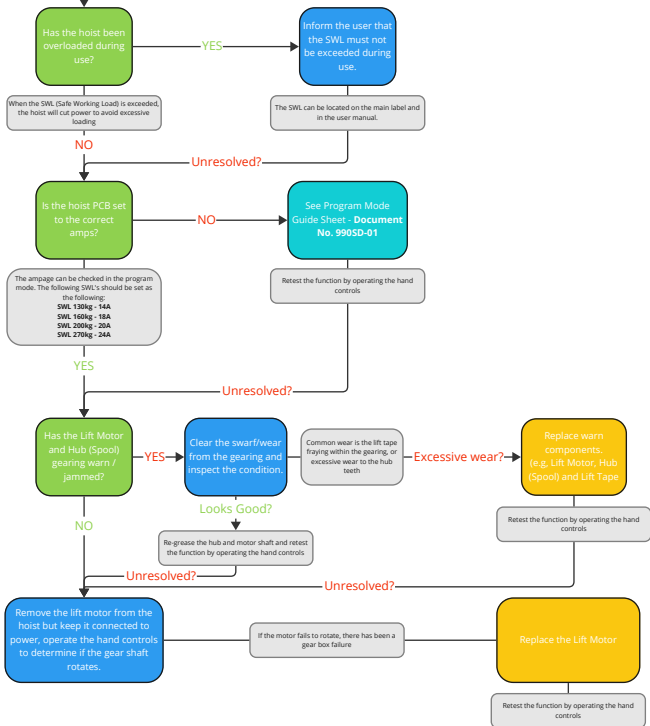 Has the hoist been
overloaded during
use?
YES
Inform the user that
the SWL must not
be exceeded during
use.
When the SWL (Safe Working Load) is exceeded,
the hoist will cut power to avoid excessive
loading
The SWL can be located on the main label and
in the user manual.
NO
Unresolved?
Is the hoist PCB set
to the correct
amps?
NO
See Program Mode
Guide Sheet - Document
No. 990SD-01
The ampage can be checked in the program
mode. The following SWL's should be set as
the following:
SWL 130kg - 14A
SWL 160kg - 18A
SWL 200kg - 20A
SWL 270kg - 24A
Retest the function by operating the hand
controls
YES
Unresolved?
Has the Lift Motor
and Hub (Spool)
gearing warn /
jammed?
YES
Clear the swarf/wear
from the gearing and
inspect the condition.
Common wear is the lift tape
fraying within the gearing, or
excessive wear to the hub
teeth
Excessive wear?
Replace warn
components.
(e.g, Lift Motor, Hub
(Spool) and Lift Tape
Looks Good?
NO
Retest the function by operating the hand
controls
Re-grease the hub and motor shaft and retest
the function by operating the hand controls
Unresolved?
Unresolved?
Remove the lift motor from the
hoist but keep it connected to
power, operate the hand controls
to determine if the gear shaft
rotates.
If the motor fails to rotate, there has been a
gear box failure
Replace the Lift Motor
Retest the function by operating the hand
controls